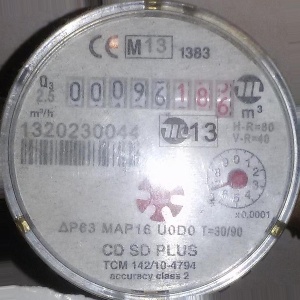 CE M13 1383
Q3
2.5
m³/h
00096186
m³
1320230044
13
H-R=80
V-R=40
x0,0001
ΔP63 MAP16 U0D0 T=30/90
CD SD PLUS
TCM 142/10-4794
accuracy class 2